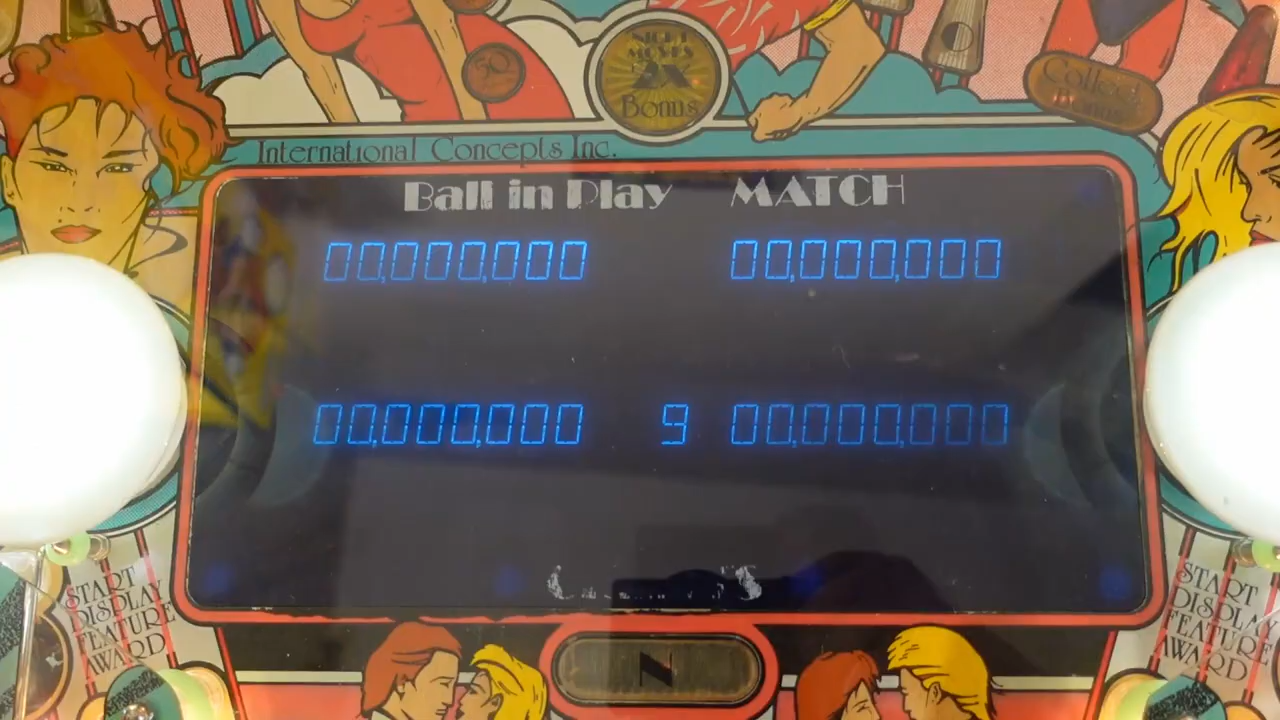 NIGHT
MOVES
2X
Bonus
50
Collect
Bonus
International Concepts Inc.
Ball in Play MATCH
00,000,000 00,000,000
00,000,000 9 00,000,000
START
DISPLAY
FEATURE
AWARD
START
DISPLAY
FEATURE
AWARD
N